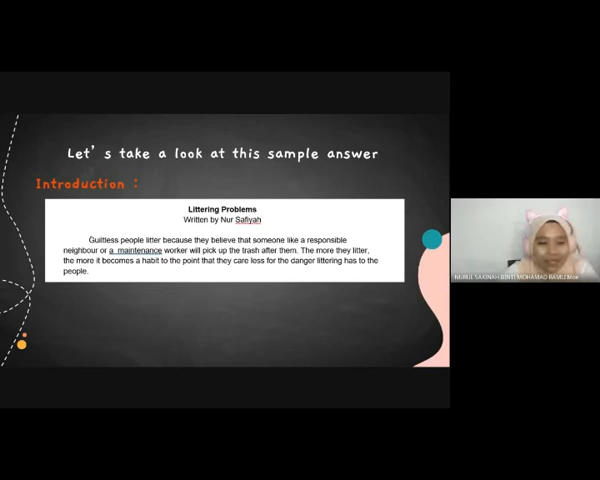 Let's take a look at this sample answer
Introduction :
Littering Problems
Written by Nur Safiyah
Guiltless people litter because they believe that someone like a responsible
neighbour or a maintenance worker will pick up the trash after them. The more they litter,
the more it becomes a habit to the point that they care less for the danger littering has to the
people.
NURUL SAKINAH BINTI MOHAMAD RAMLI Moe